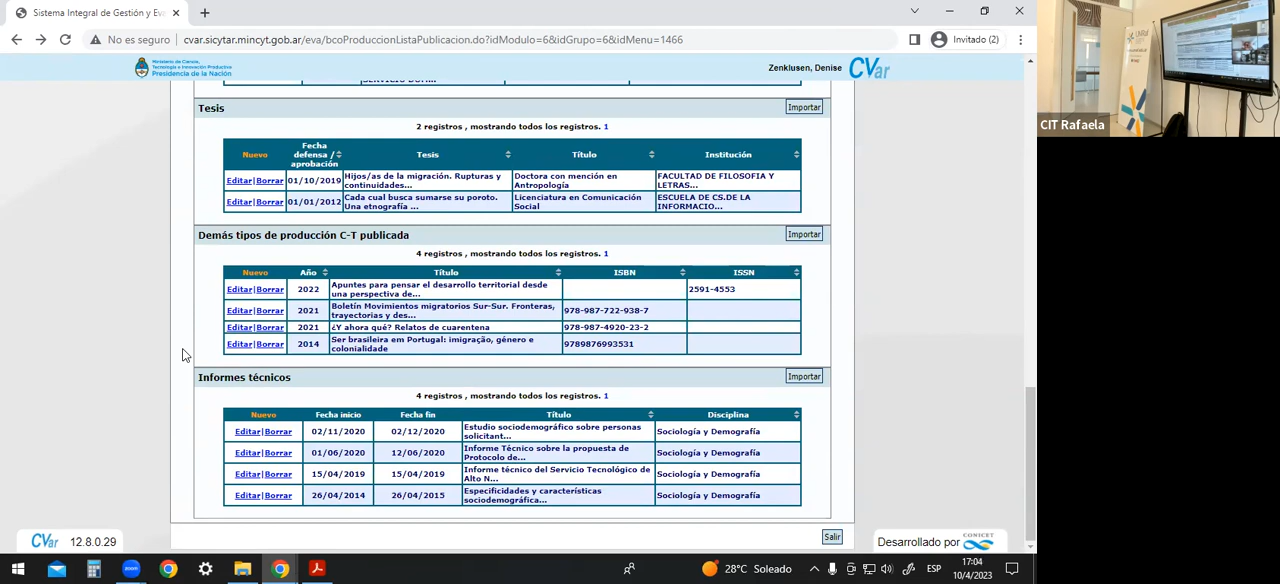 Sistema Integral de Gestión y Eva
No es seguro
cvar.sicytar.mincyt.gob.ar/eva/bcoProduccionListaPublicacion.do?idModulo=6&idGrupo=6&idMenu=1466
Invitado (2)
Ministerio de Ciencia,
Tecnología e Innovación Productiva
Presidencia de la Nación
Zenklusen, Denise
CVar
Tesis
Importar
2 registros , mostrando todos los registros. 1
Nuevo
Fecha defensa / aprobación
Tesis
Título
Institución
Editar|Borrar
01/10/2019
Hijos/as de la migración. Rupturas y continuidades...
Doctora con mención en Antropología
FACULTAD DE FILOSOFIA Y LETRAS...
Editar|Borrar
01/01/2012
Cada cual busca sumarse su poroto. Una etnografía ...
Licenciatura en Comunicación Social
ESCUELA DE CS.DE LA INFORMACIO...
Demás tipos de producción C-T publicada
Importar
4 registros , mostrando todos los registros. 1
Nuevo
Año
Título
ISBN
ISSN
Editar|Borrar
2022
Apuntes para pensar el desarrollo territorial desde una perspectiva de...
2591-4553
Editar|Borrar
2021
Boletín Movimientos migratorios Sur-Sur. Fronteras, trayectorias y des...
978-987-722-938-7
Editar|Borrar
2021
¿Y ahora qué? Relatos de cuarentena
978-987-4920-23-2
Editar|Borrar
2014
Ser brasileira em Portugal: imigração, género e colonialidade
9789876993531
Informes técnicos
Importar
4 registros , mostrando todos los registros. 1
Nuevo
Fecha inicio
Fecha fin
Título
Disciplina
Editar|Borrar
02/11/2020
02/12/2020
Estudio sociodemográfico sobre personas solicitant...
Sociología y Demografía
Editar|Borrar
01/06/2020
12/06/2020
Informe Técnico sobre la propuesta de Protocolo de...
Sociología y Demografía
Editar|Borrar
15/04/2019
15/04/2019
Informe técnico del Servicio Tecnológico de Alto N...
Sociología y Demografía
Editar|Borrar
26/04/2014
26/04/2015
Especificidades y características sociodemográfica...
Sociología y Demografía
Salir
CVar 12.8.0.29
Desarrollado por CONICET
zoom
28°C Soleado
ESP
17:04
10/4/2023
CIT Rafaela